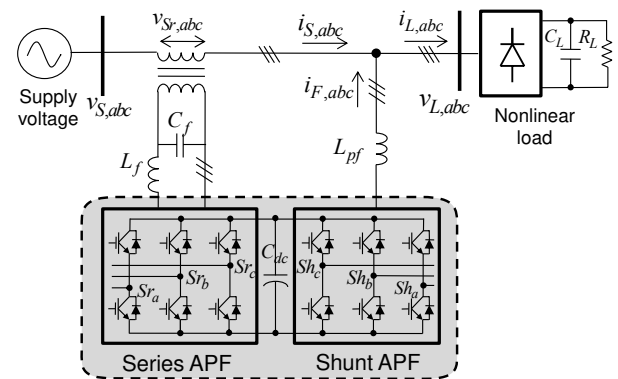 v_{Sr,abc}
i_{S,abc}
i_{L,abc}
C_L
R_L
Supply
voltage
v_{S,abc}
i_{F,abc}
v_{L,abc}
Nonlinear
load
C_f
L_f
L_{pf}
C_{dc}
Sr_a
Sr_b
Sr_c
Sh_c
Sh_b
Sh_a
Series APF
Shunt APF